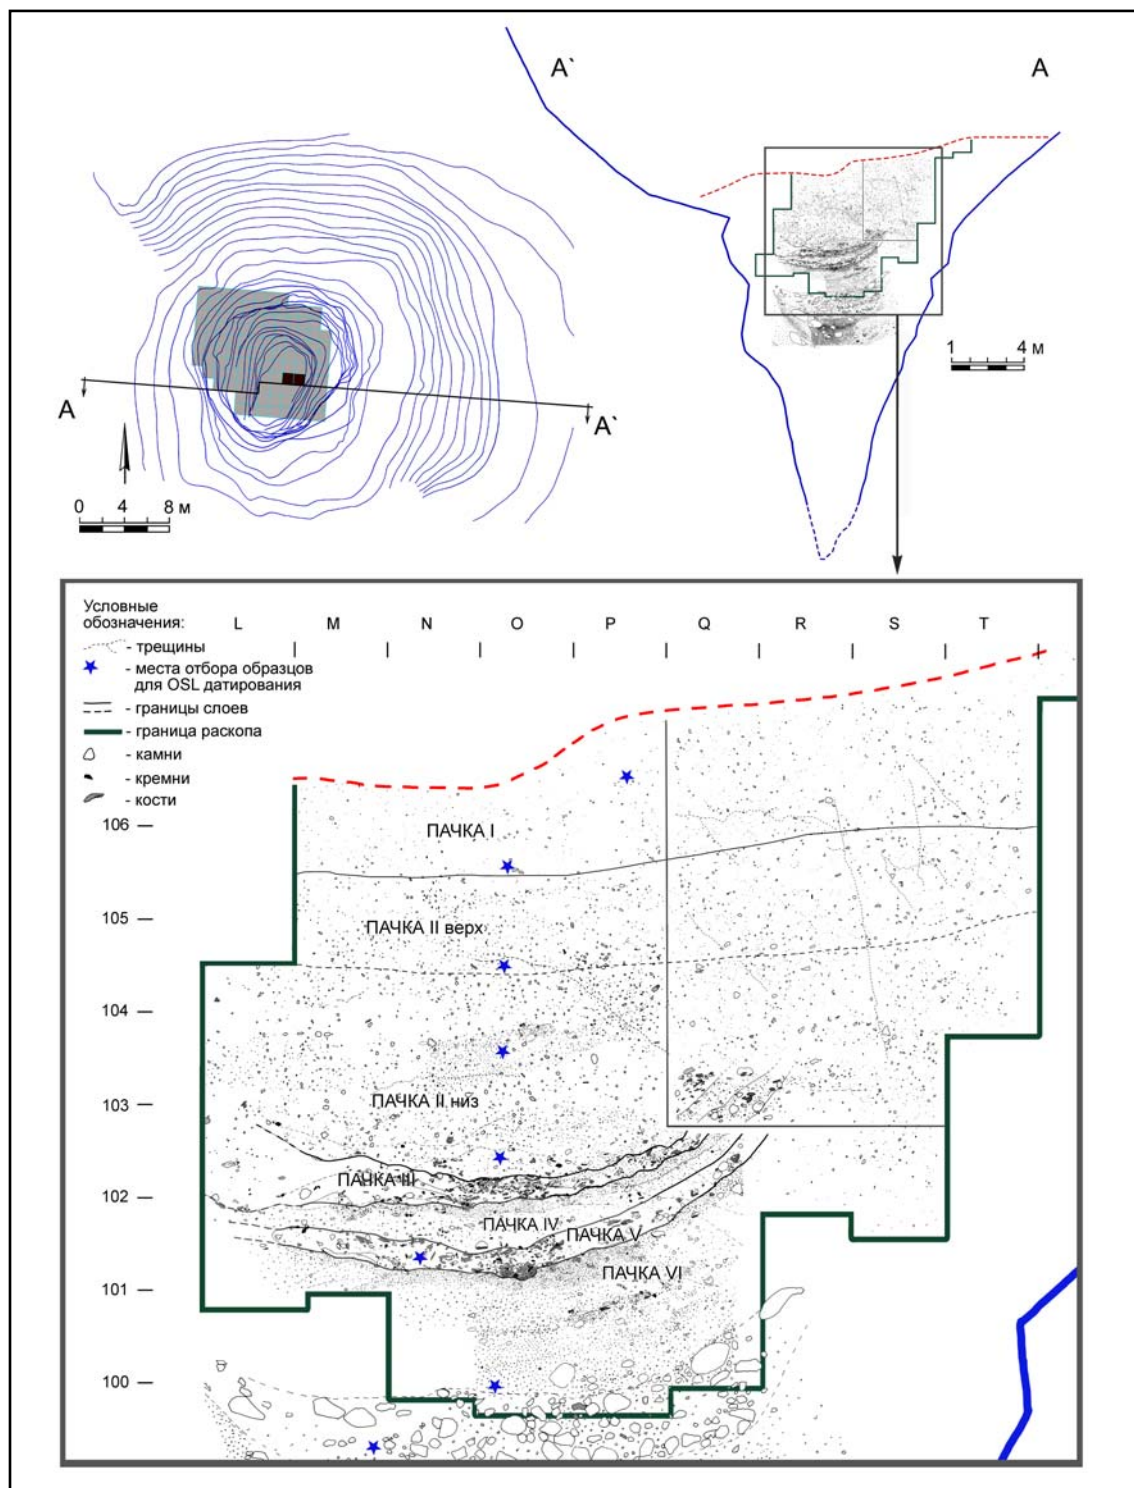 A` A
A A`
0 4 8 м
1 4 м
Условные
обозначения:
- трещины
- места отбора образцов
для OSL датирования
- границы слоев
- граница раскопа
- камни
- кремни
- кости
L M N O P Q R S T
106
105
104
103
102
101
100
ПАЧКА I
ПАЧКА II верх
ПАЧКА II низ
ПАЧКА III
ПАЧКА IV
ПАЧКА V
ПАЧКА VI